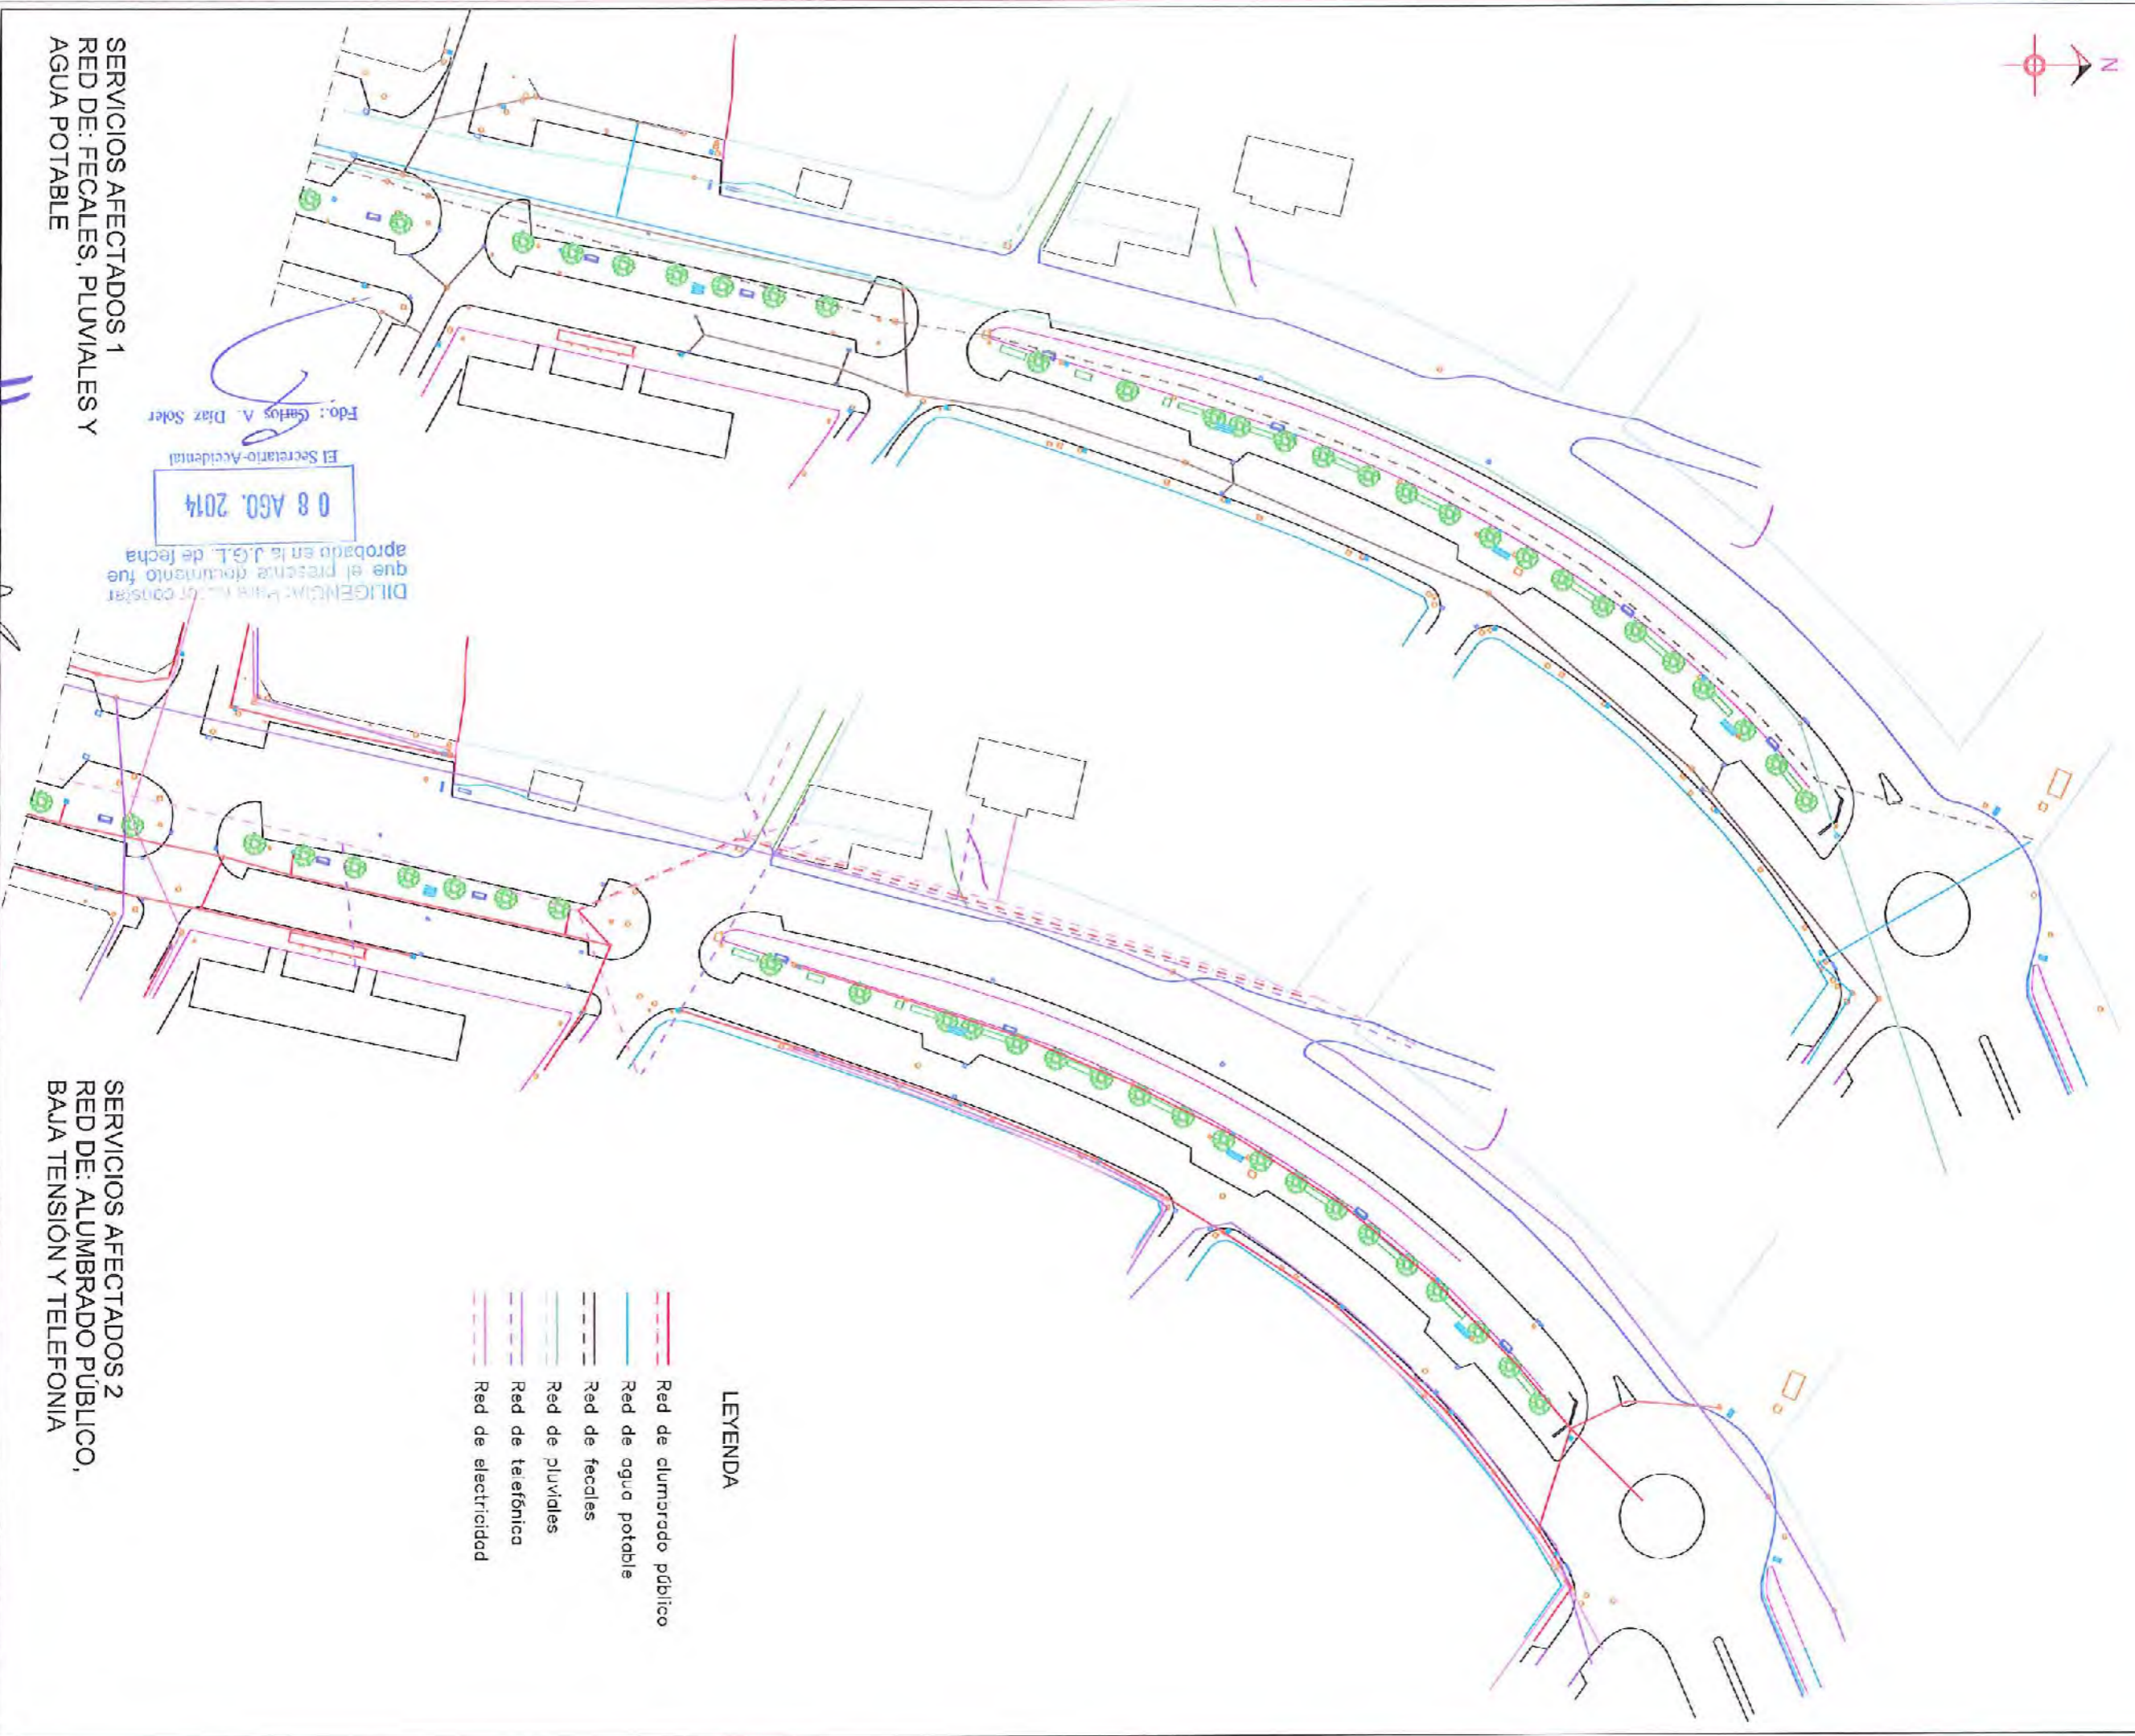 N
SERVICIOS AFECTADOS 1
RED DE: FECALES, PLUVIALES Y
AGUA POTABLE
DILIGENCIA: Para constar
que el presente documento fue
aprobado en la J.G.L. de fecha
0 8 AGO. 2014
El Secretario-Accidental
Fdo.: Carlos A. Díaz Soler
SERVICIOS AFECTADOS 2
RED DE: ALUMBRADO PÚBLICO,
BAJA TENSIÓN Y TELEFONIA
LEYENDA
Red de alumbrado público
Red de agua potable
Red de fecales
Red de pluviales
Red de telefónica
Red de electricidad